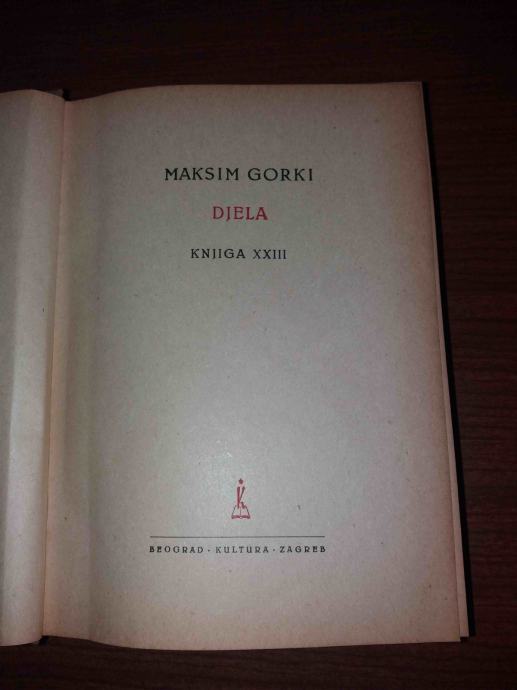 MAKSIM GORKI
DJELA
KNJIGA XXIII
K
BEOGRAD · KULTURA · ZAGREB